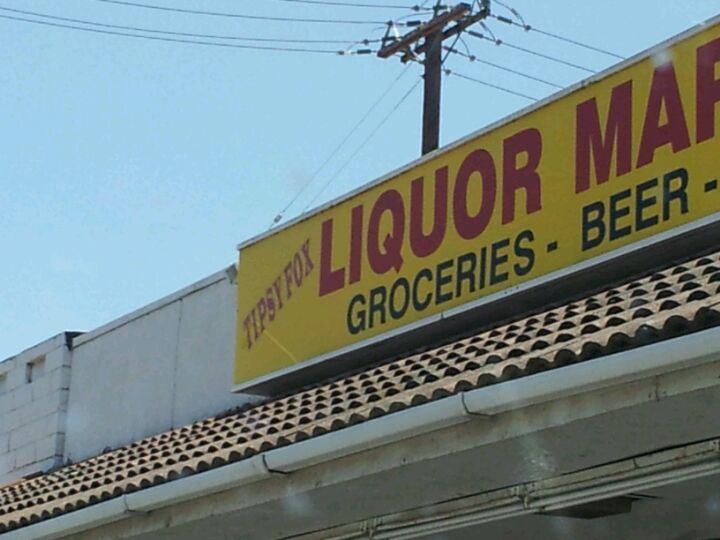 TIPSY FOX
LIQUOR MAR
GROCERIES - BEER -